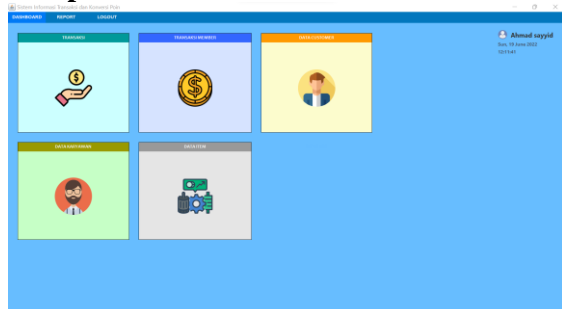 Sistem Informasi Transaksi dan Konversi Poin
DASHBOARD REPORT LOGOUT
TRANSAKSI
TRANSAKSI MEMBER
DATA CUSTOMER
Ahmad sayyid
DATA KARYAWAN
DATA ITEM